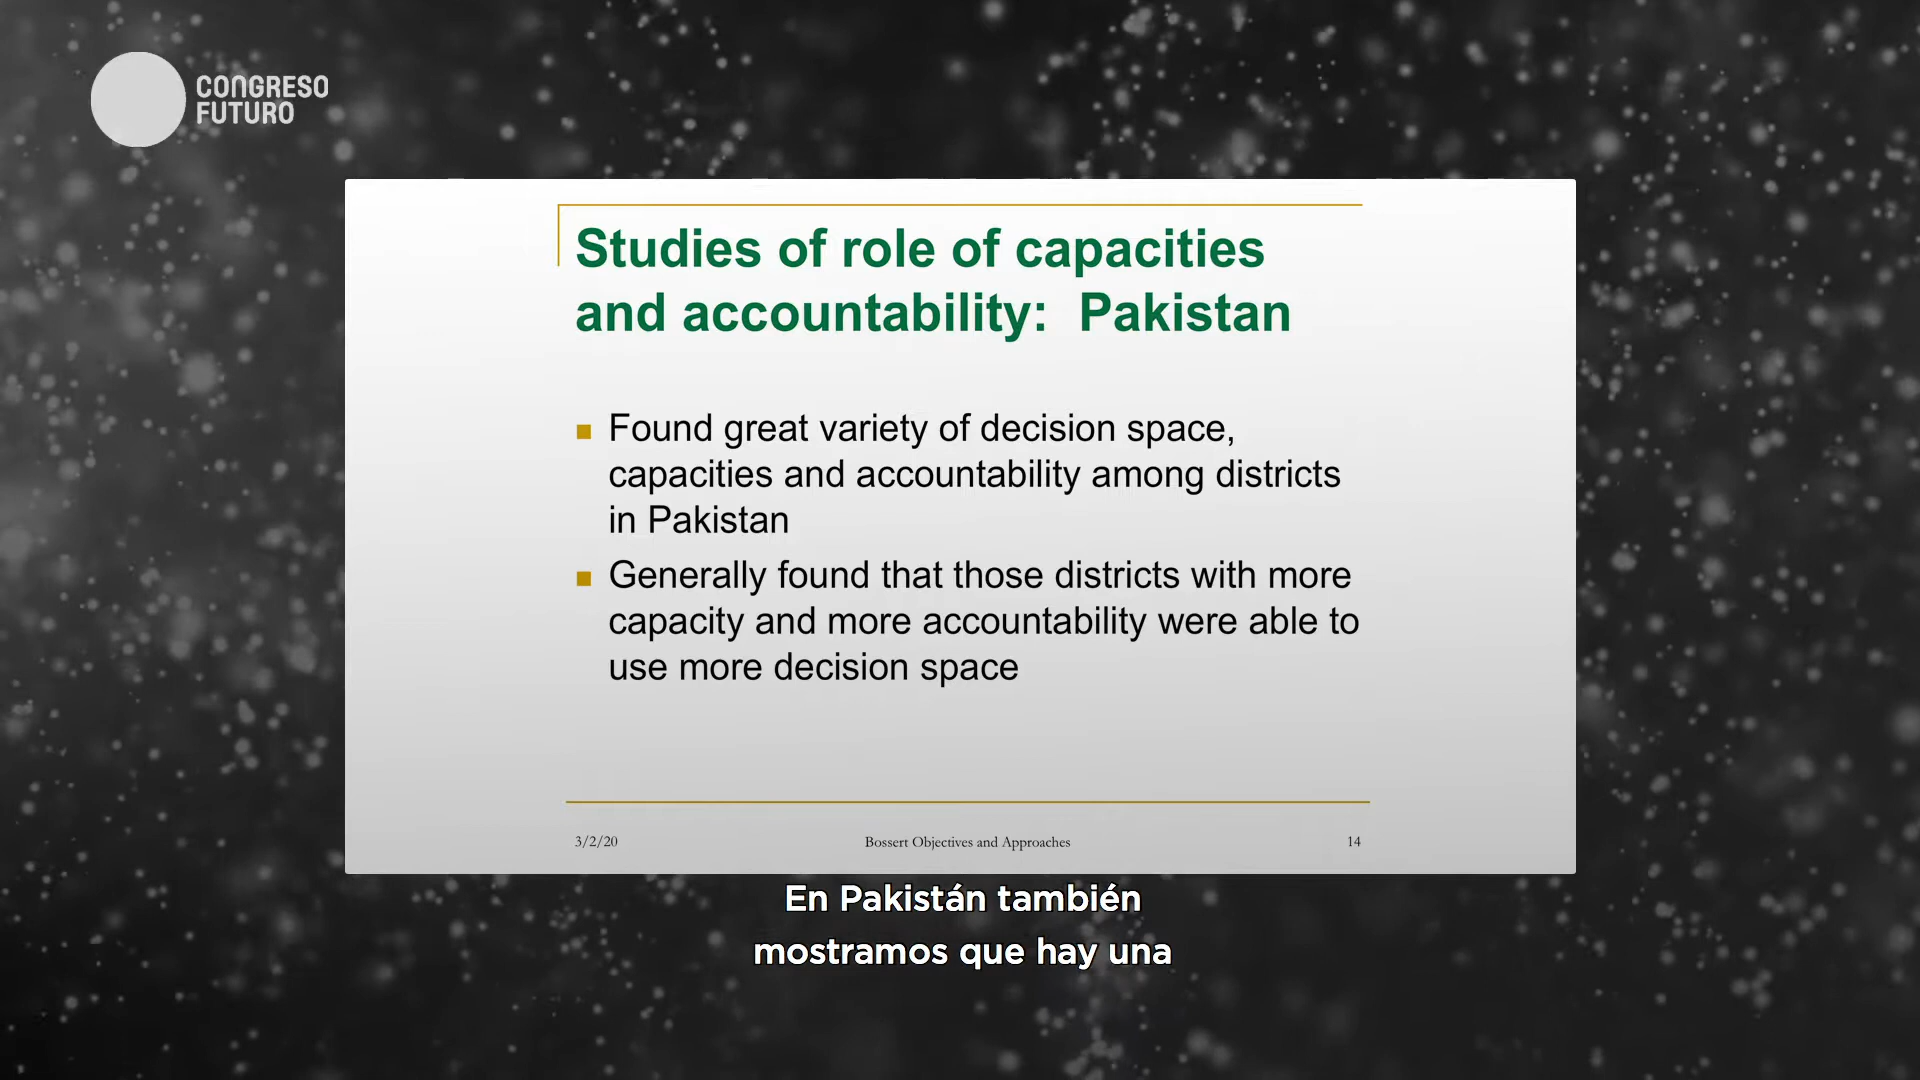 CONGRESO
FUTURO
Studies of role of capacities
and accountability: Pakistan
Found great variety of decision space,
capacities and accountability among districts
in Pakistan
Generally found that those districts with more
capacity and more accountability were able to
use more decision space
3/2/20 Bossert Objectives and Approaches 14
En Pakistán también
mostramos que hay una